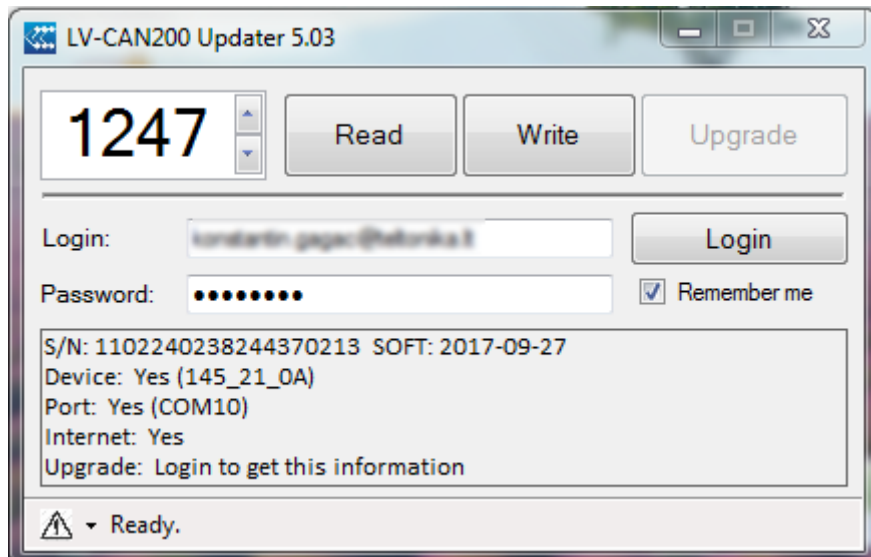 LV-CAN200 Updater 5.03
1247 Read Write Upgrade
Login: Login
Password: •••••••• Remember me
S/N: 1102240238244370213 SOFT: 2017-09-27
Device: Yes (145_21_0A)
Port: Yes (COM10)
Internet: Yes
Upgrade: Login to get this information
Ready.